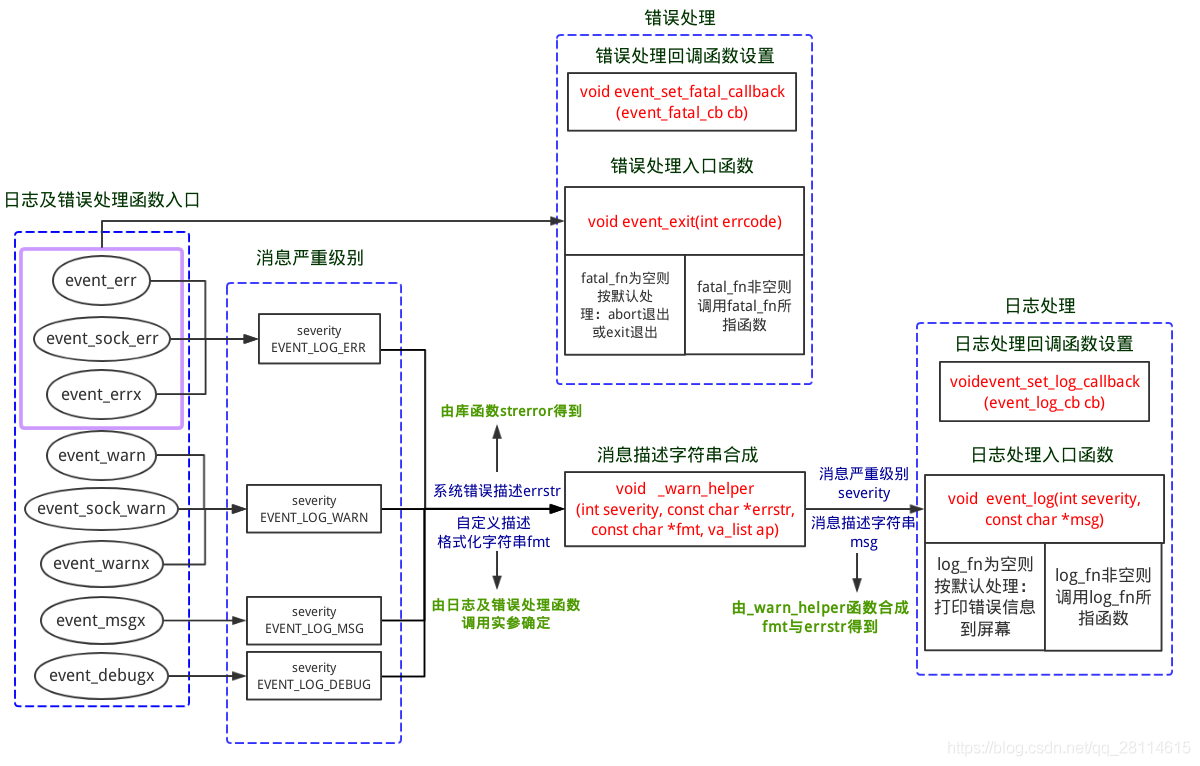 错误处理
错误处理回调函数设置
void event_set_fatal_callback
(event_fatal_cb cb)
错误处理入口函数
void event_exit(int errcode)
fatal_fn为空则
按默认处
理：abort退出
或exit退出
fatal_fn非空则
调用fatal_fn所
指函数
日志及错误处理函数入口
event_err
event_sock_err
event_errx
event_warn
event_sock_warn
event_warnx
event_msgx
event_debugx
消息严重级别
severity
EVENT_LOG_ERR
severity
EVENT_LOG_WARN
severity
EVENT_LOG_MSG
severity
EVENT_LOG_DEBUG
由库函数strerror得到
系统错误描述errstr
自定义描述
格式化字符串fmt
由日志及错误处理函数
调用实参确定
消息描述字符串合成
void _warn_helper
(int severity, const char *errstr,
const char *fmt, va_list ap)
消息严重级别
severity
消息描述字符串
msg
由_warn_helper函数合成
fmt与errstr得到
日志处理
日志处理回调函数设置
voidevent_set_log_callback
(event_log_cb cb)
日志处理入口函数
void event_log(int severity,
const char *msg)
log_fn为空则
按默认处理：
打印错误信息
到屏幕
log_fn非空则
调用log_fn所
指函数
https://blog.csdn.net/qq_28114615